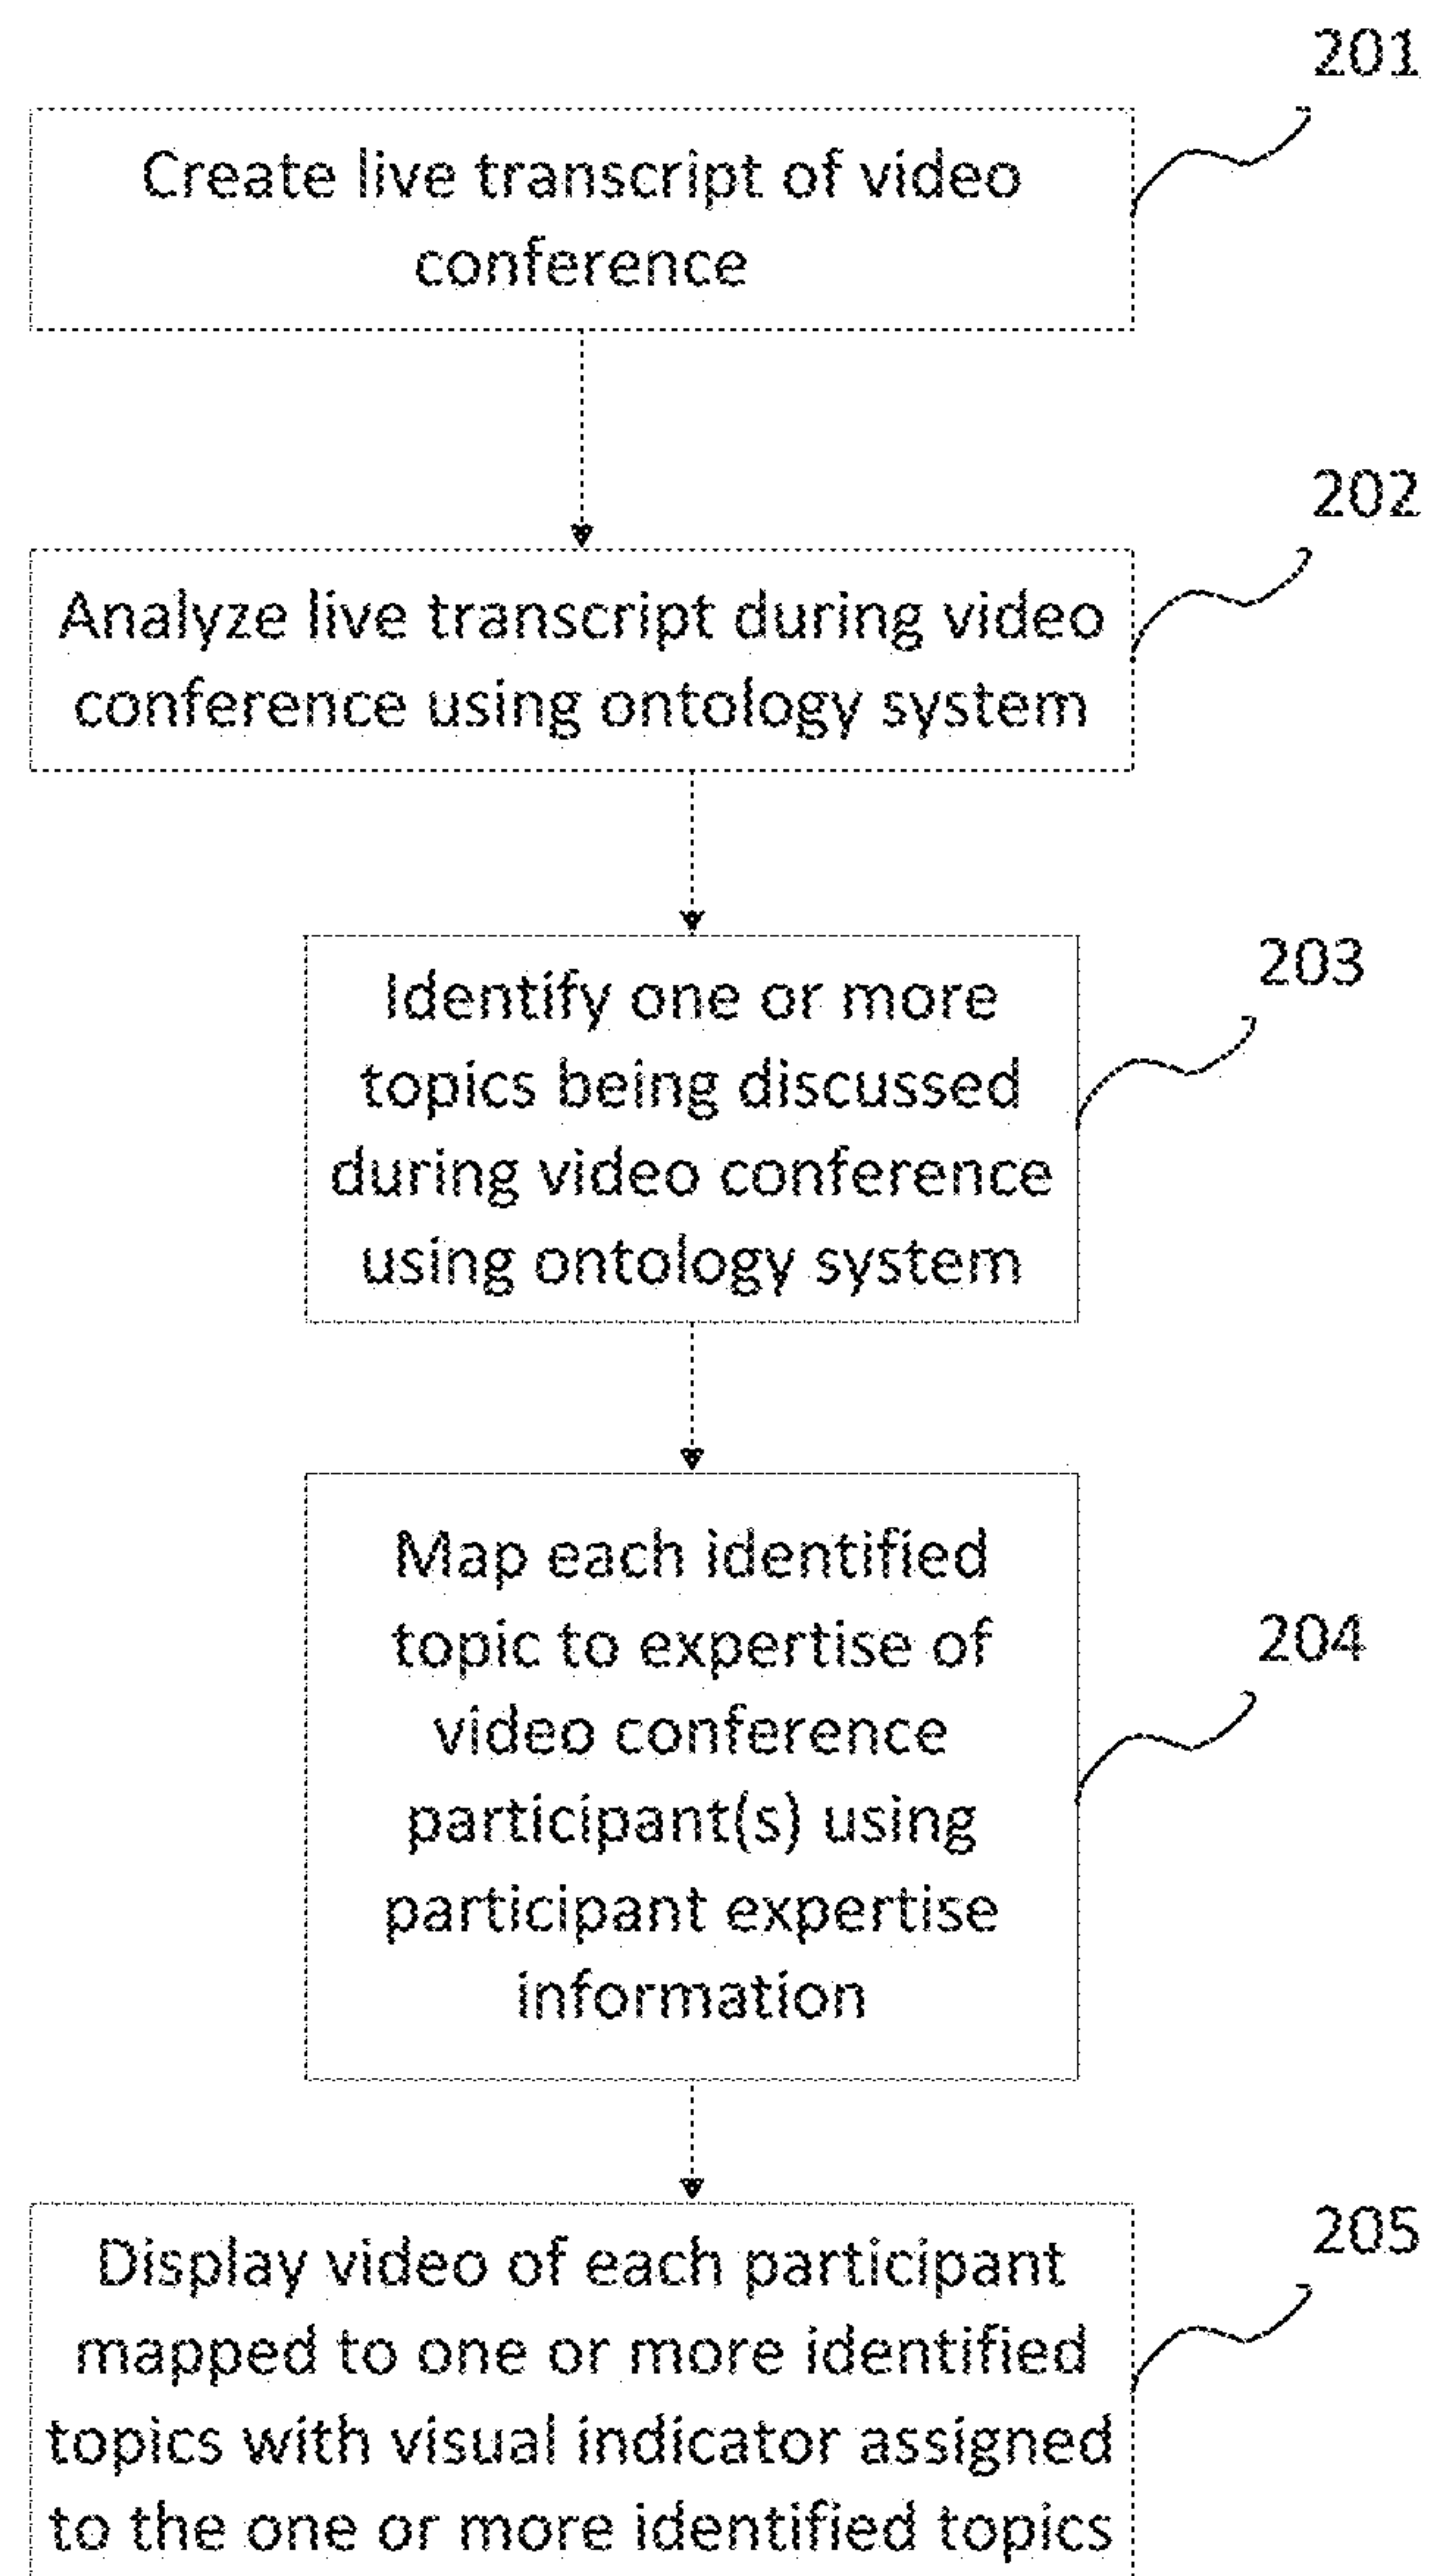 201
Create live transcript of video
conference
202
Analyze live transcript during video
conference using ontology system
203
Identify one or more
topics being discussed
during video conference
using ontology system
204
Map each identified
topic to expertise of
video conference
participant(s) using
participant expertise
information
205
Display video of each participant
mapped to one or more identified
topics with visual indicator assigned
to the one or more identified topics